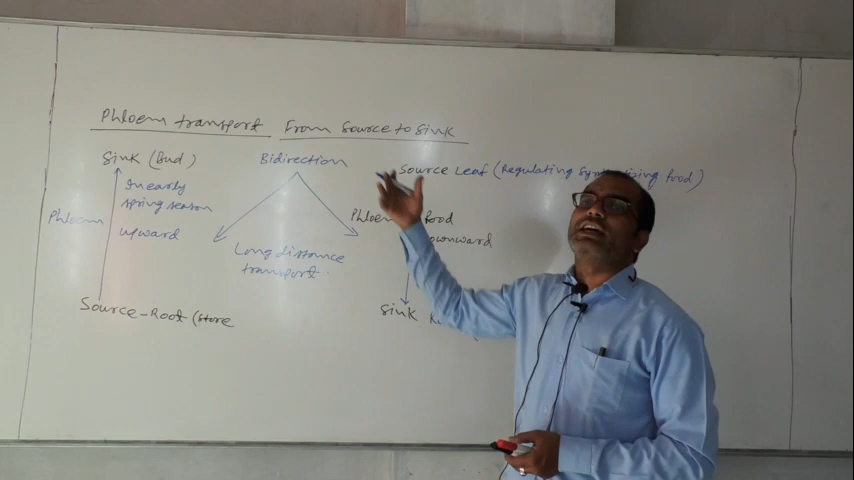 Phloem transport From Source to Sink
Sink (Bud)
In early
spring season
Phloem
upward
Source-Root (store
Bidirection
Long distance
transport
Source Leaf (Regulating
food)
Phloem food
ownward
Sink